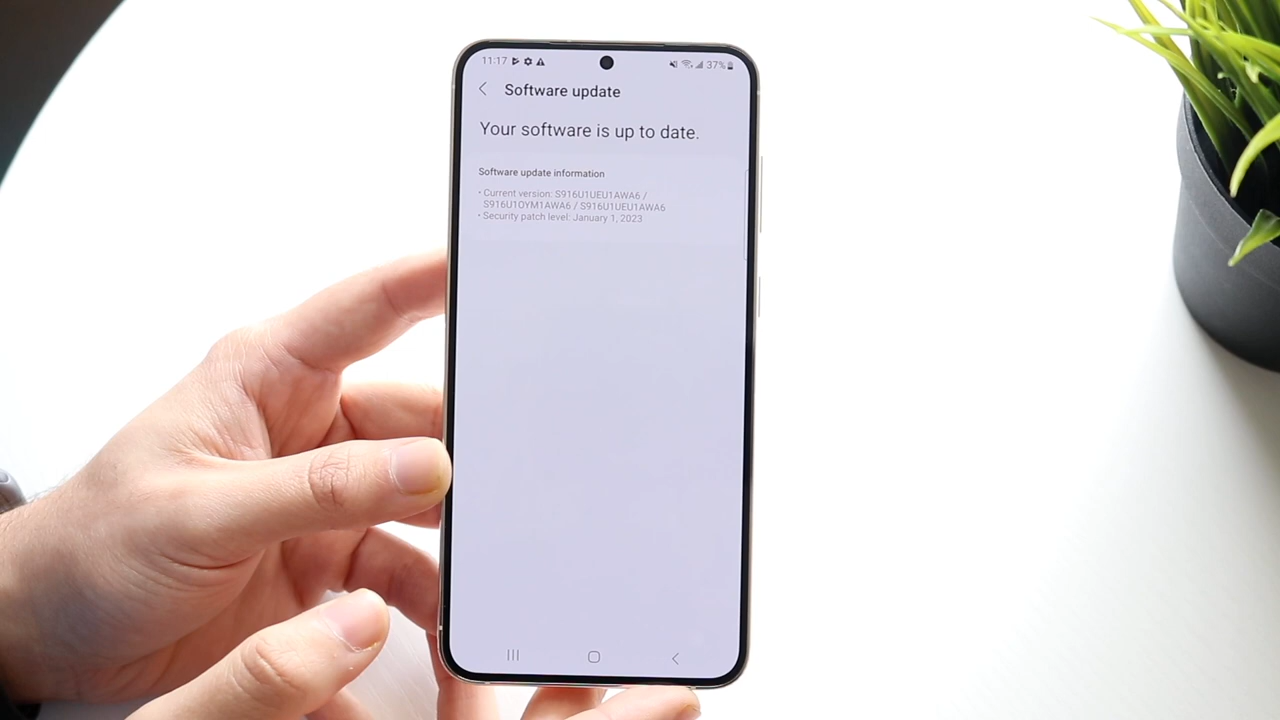 11:17 37%
Software update
Your software is up to date.
Software update information
• Current version: S916U1UEU1AWA6 /
S916U1OYM1AWA6 / S916U1UEU1AWA6
• Security patch level: January 1, 2023